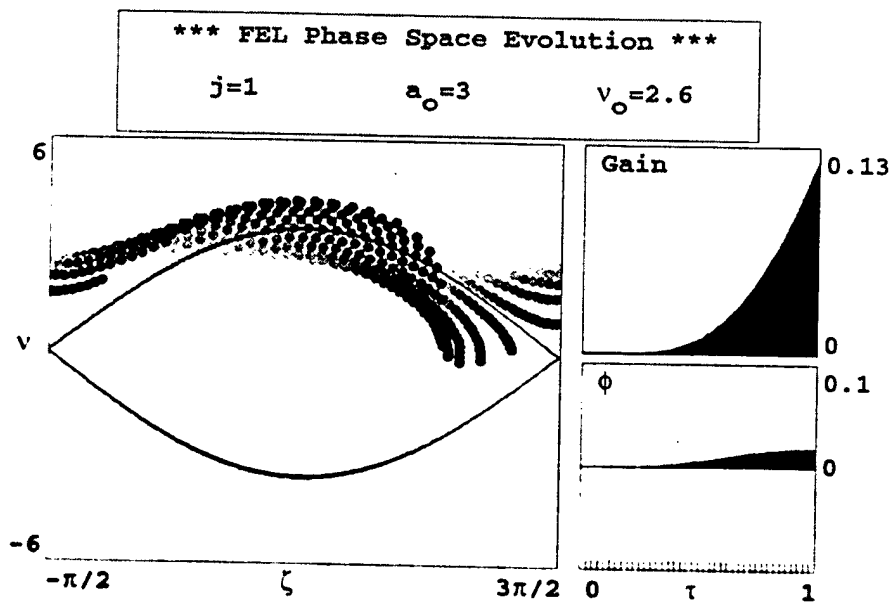 *** FEL Phase Space Evolution ***
j=1 a₀=3 ν₀=2.6
6
ν
-6
-π/2 ζ 3π/2
Gain
0.13
0
ϕ
0.1
0
0 τ 1